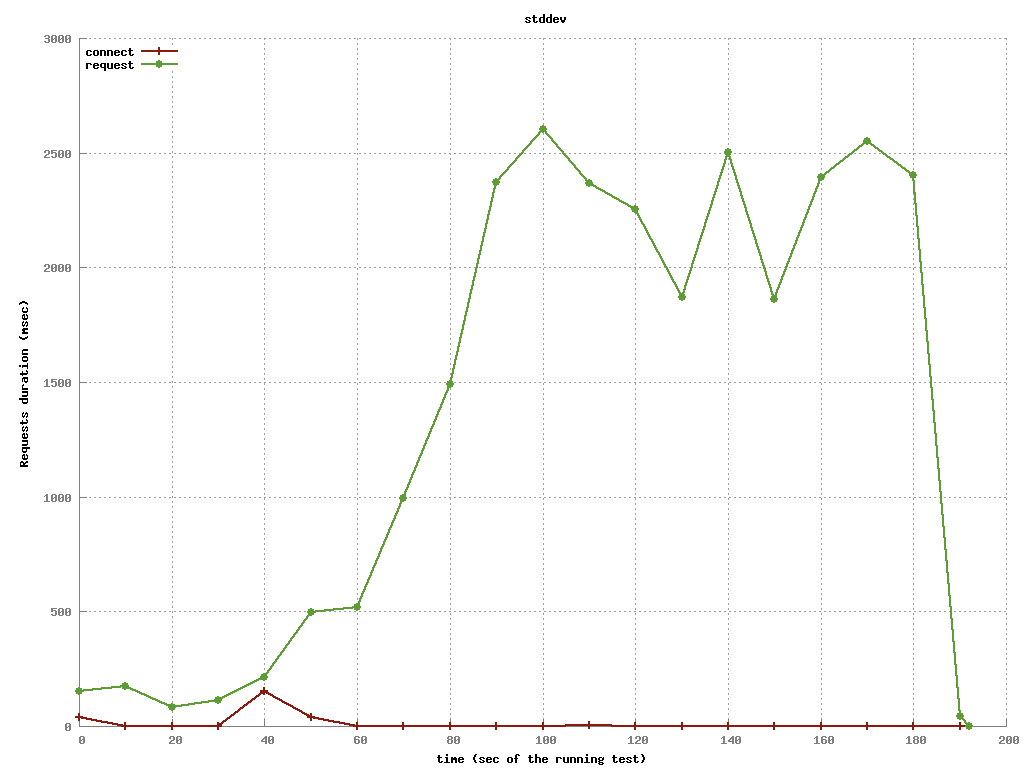 stddev
3000
connect
request
2500
2000
1500
1000
500
0
Requests duration (msec)
0 20 40 60 80 100 120 140 160 180 200
time (sec of the running test)